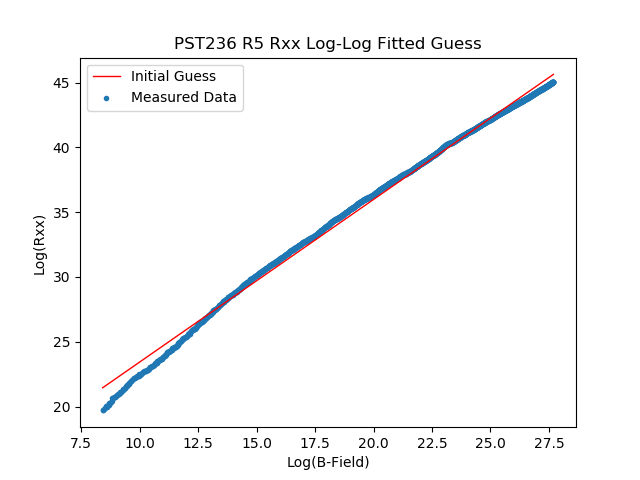 PST236 R5 Rxx Log-Log Fitted Guess
Initial Guess
Measured Data
45
40
35
30
25
20
Log(Rxx)
7.5 10.0 12.5 15.0 17.5 20.0 22.5 25.0 27.5
Log(B-Field)